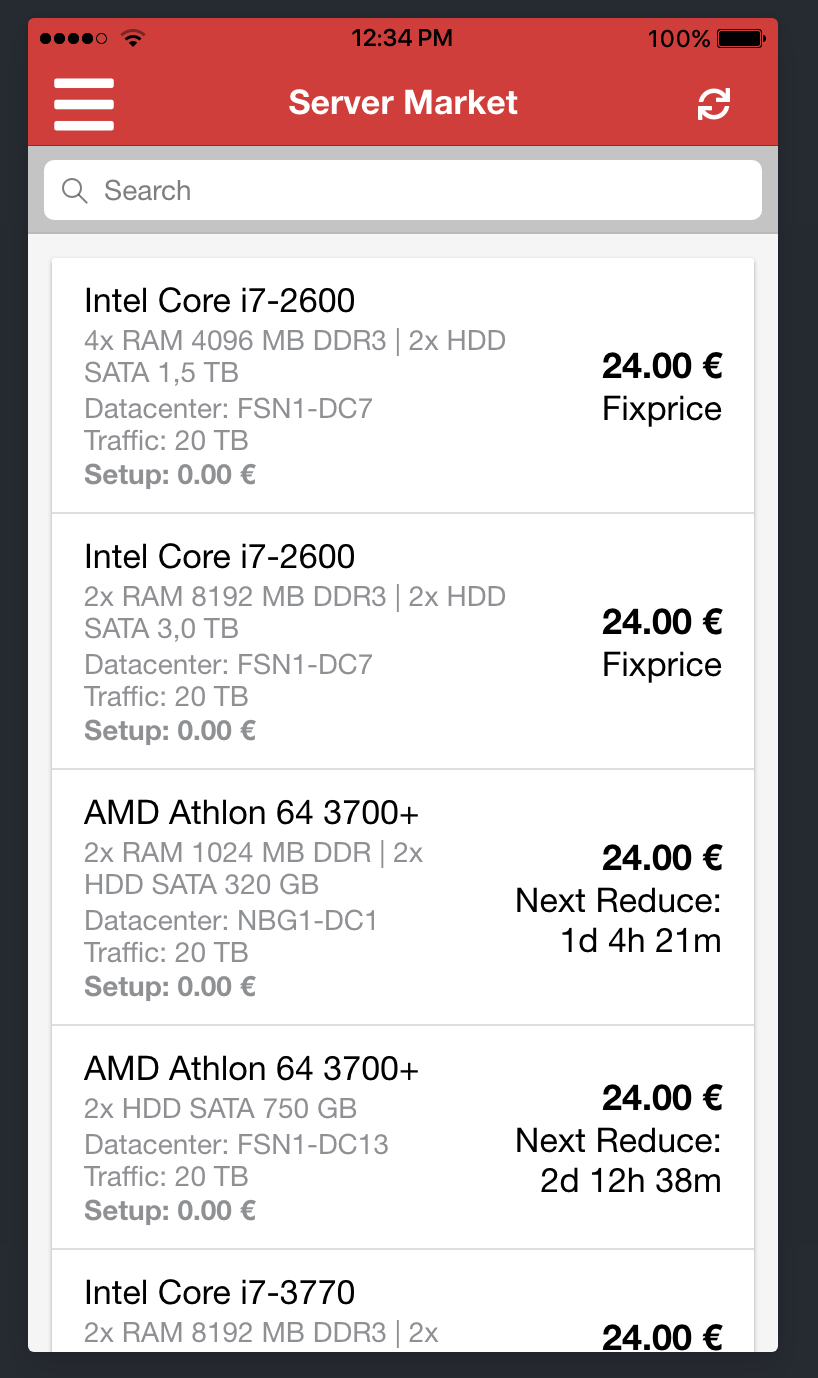 12:34 PM 100%
Server Market
Search
Intel Core i7-2600
4x RAM 4096 MB DDR3 | 2x HDD
SATA 1,5 TB
Datacenter: FSN1-DC7
Traffic: 20 TB
Setup: 0.00 €
24.00 €
Fixprice
Intel Core i7-2600
2x RAM 8192 MB DDR3 | 2x HDD
SATA 3,0 TB
Datacenter: FSN1-DC7
Traffic: 20 TB
Setup: 0.00 €
24.00 €
Fixprice
AMD Athlon 64 3700+
2x RAM 1024 MB DDR | 2x
HDD SATA 320 GB
Datacenter: NBG1-DC1
Traffic: 20 TB
Setup: 0.00 €
24.00 €
Next Reduce:
1d 4h 21m
AMD Athlon 64 3700+
2x HDD SATA 750 GB
Datacenter: FSN1-DC13
Traffic: 20 TB
Setup: 0.00 €
24.00 €
Next Reduce:
2d 12h 38m
Intel Core i7-3770
2x RAM 8192 MB DDR3 | 2x
24.00 €